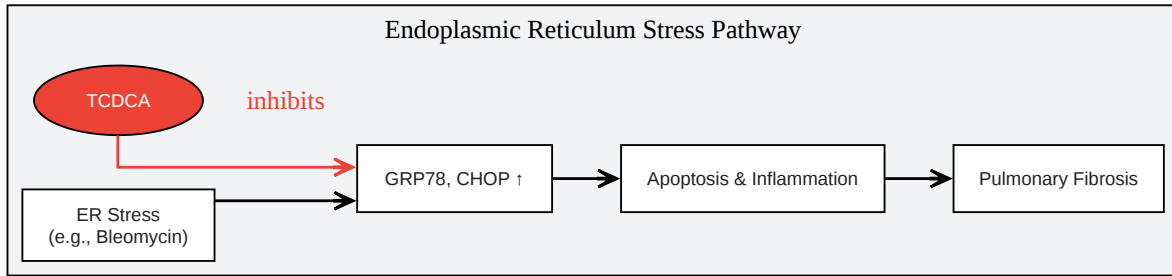 Endoplasmic Reticulum Stress Pathway
TCDCA
inhibits
GRP78, CHOP ↑
Apoptosis & Inflammation
Pulmonary Fibrosis
ER Stress
(e.g., Bleomycin)